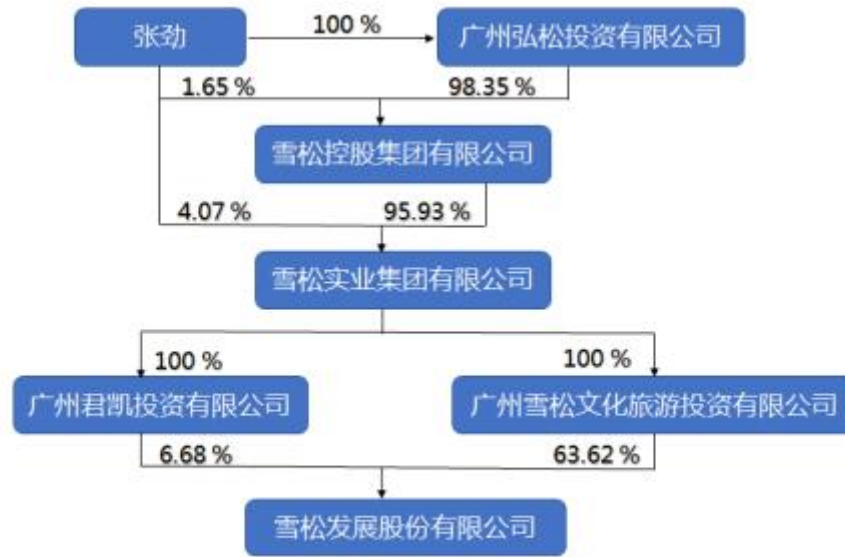 张劲
100 %
广州弘松投资有限公司
1.65 %
98.35 %
雪松控股集团有限公司
4.07 %
95.93 %
雪松实业集团有限公司
100 %
100 %
广州君凯投资有限公司
广州雪松文化旅游投资有限公司
6.68 %
63.62 %
雪松发展股份有限公司